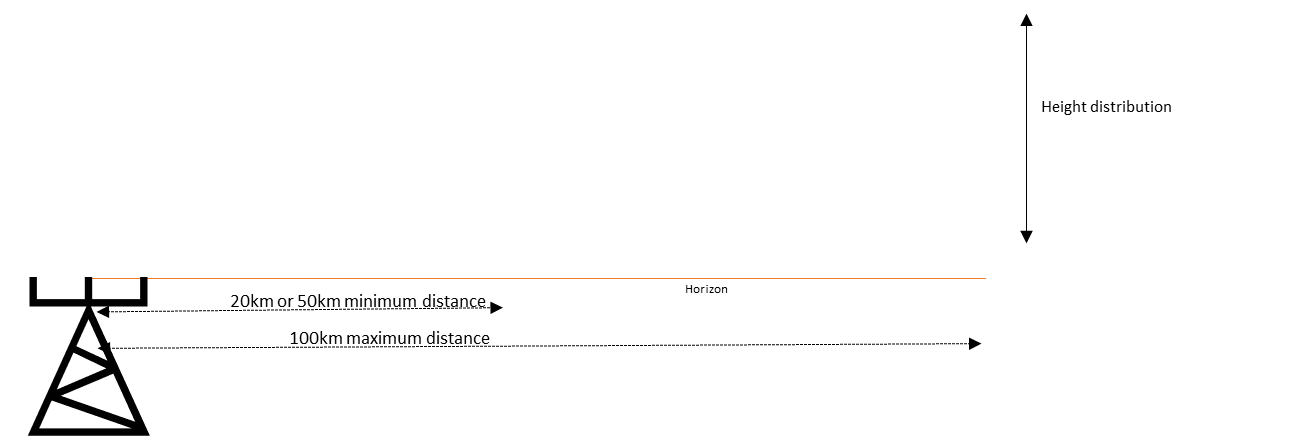 Height distribution
Horizon
20km or 50km minimum distance
100km maximum distance